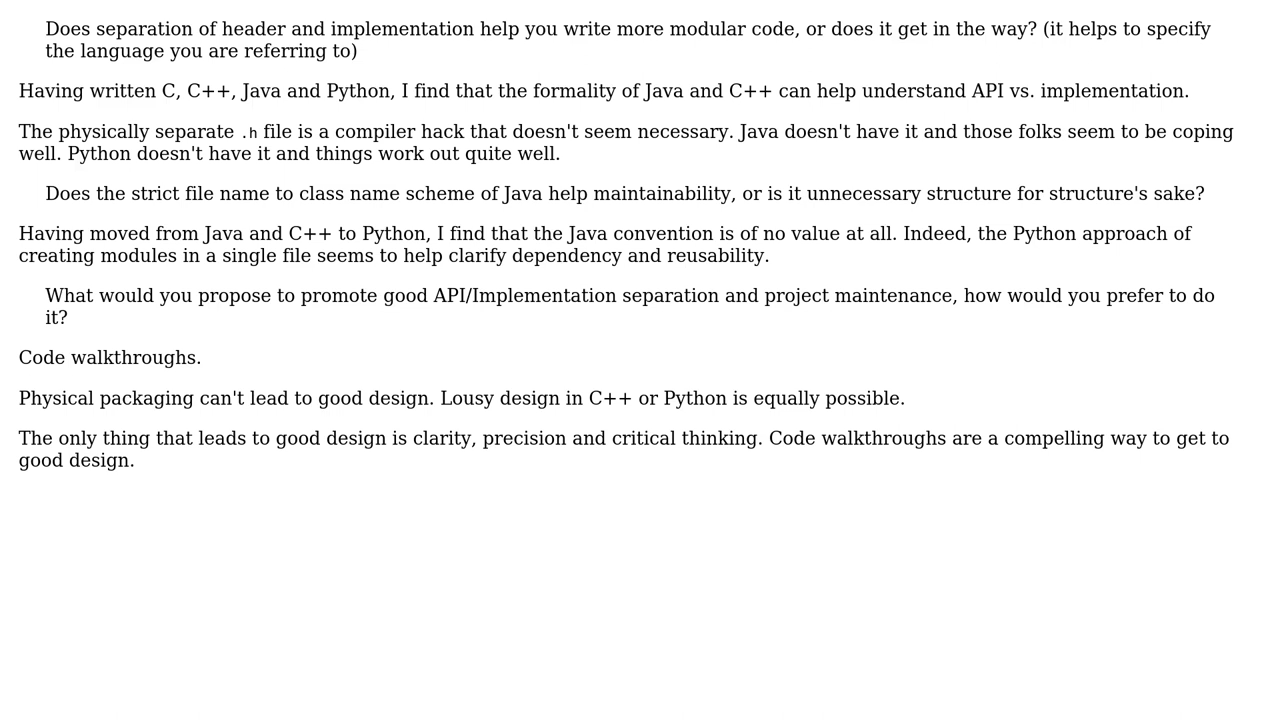 Does separation of header and implementation help you write more modular code, or does it get in the way? (it helps to specify
the language you are referring to)
Having written C, C++, Java and Python, I find that the formality of Java and C++ can help understand API vs. implementation.
The physically separate .h file is a compiler hack that doesn't seem necessary. Java doesn't have it and those folks seem to be coping
well. Python doesn't have it and things work out quite well.
Does the strict file name to class name scheme of Java help maintainability, or is it unnecessary structure for structure's sake?
Having moved from Java and C++ to Python, I find that the Java convention is of no value at all. Indeed, the Python approach of
creating modules in a single file seems to help clarify dependency and reusability.
What would you propose to promote good API/Implementation separation and project maintenance, how would you prefer to do
it?
Code walkthroughs.
Physical packaging can't lead to good design. Lousy design in C++ or Python is equally possible.
The only thing that leads to good design is clarity, precision and critical thinking. Code walkthroughs are a compelling way to get to
good design.